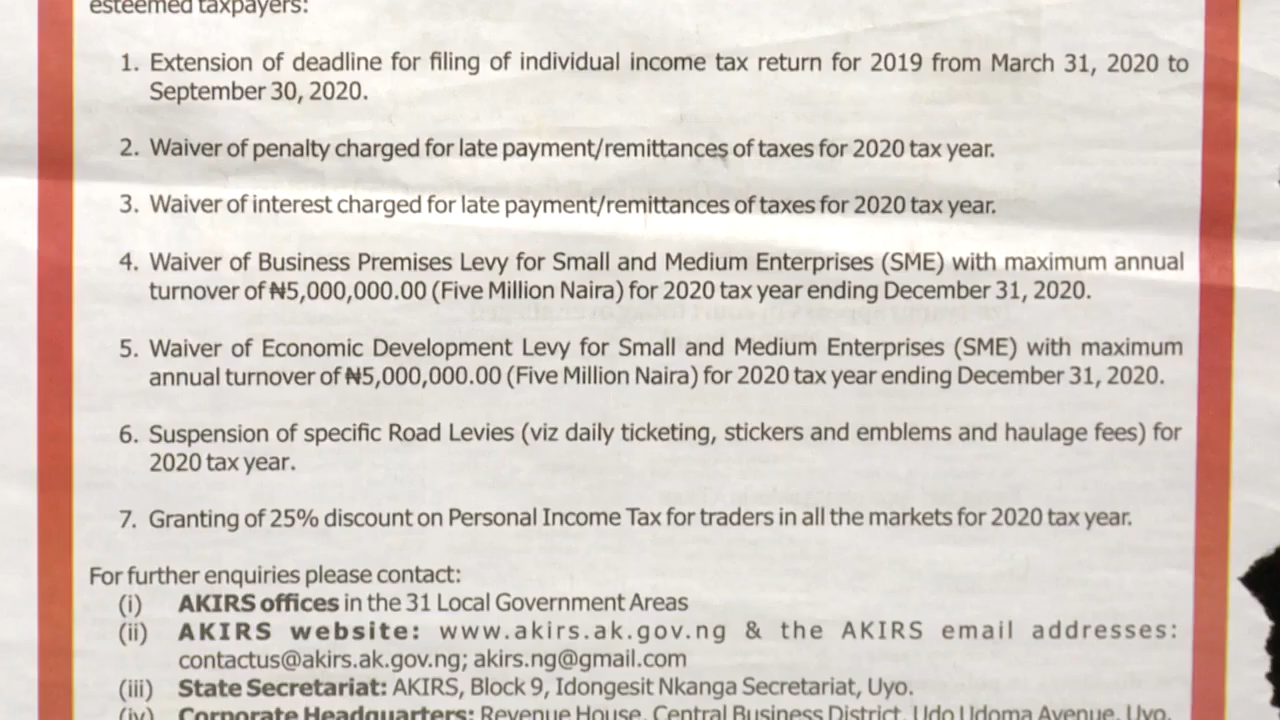 esteemed taxpayers:
1. Extension of deadline for filing of individual income tax return for 2019 from March 31, 2020 to
September 30, 2020.
2. Waiver of penalty charged for late payment/remittances of taxes for 2020 tax year.
3. Waiver of interest charged for late payment/remittances of taxes for 2020 tax year.
4. Waiver of Business Premises Levy for Small and Medium Enterprises (SME) with maximum annual
turnover of ₦5,000,000.00 (Five Million Naira) for 2020 tax year ending December 31, 2020.
5. Waiver of Economic Development Levy for Small and Medium Enterprises (SME) with maximum
annual turnover of ₦5,000,000.00 (Five Million Naira) for 2020 tax year ending December 31, 2020.
6. Suspension of specific Road Levies (viz daily ticketing, stickers and emblems and haulage fees) for
2020 tax year.
7. Granting of 25% discount on Personal Income Tax for traders in all the markets for 2020 tax year.
For further enquiries please contact:
(i) AKIRS offices in the 31 Local Government Areas
(ii) AKIRS website: www.akirs.ak.gov.ng & the AKIRS email addresses:
contactus@akirs.ak.gov.ng; akirs.ng@gmail.com
(iii) State Secretariat: AKIRS, Block 9, Idongesit Nkanga Secretariat, Uyo.
(iv) Corporate Headquarters: Revenue House, Central Business District, Udo Udoma Avenue, Uyo.